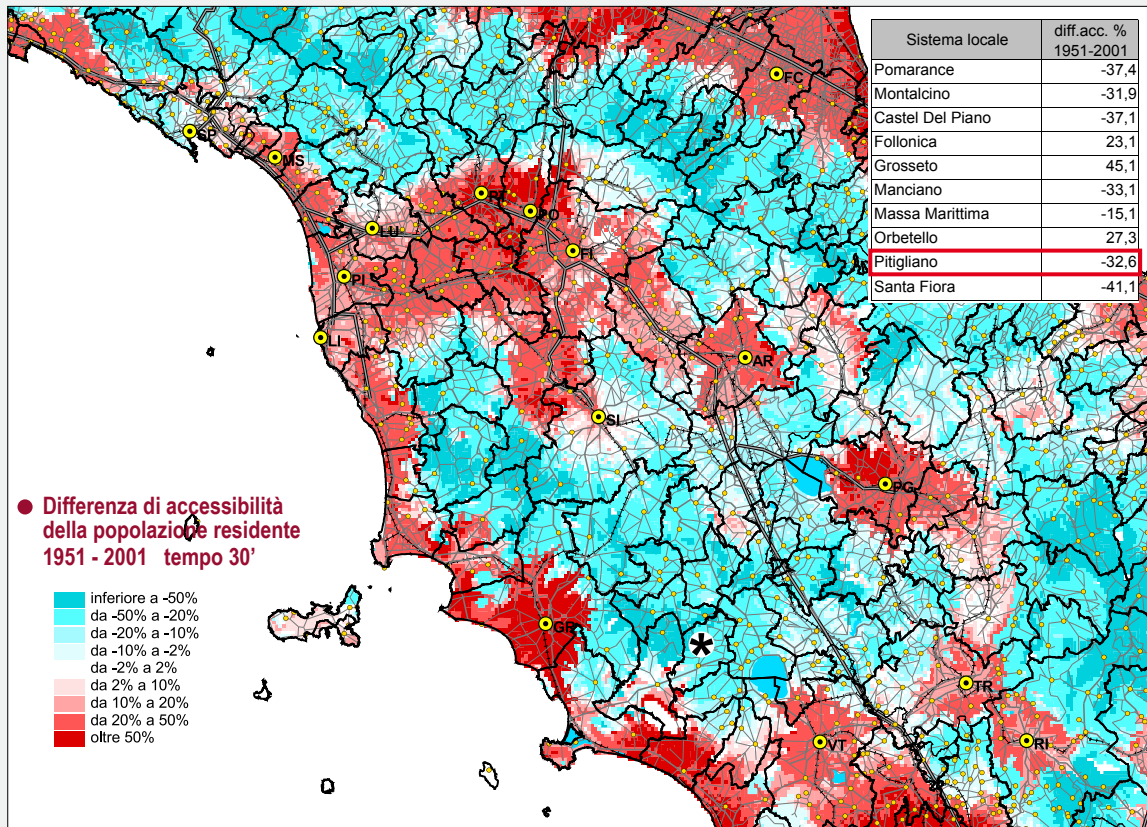 Sistema locale diff.acc. % 1951-2001
Pomarance -37,4
Montalcino -31,9
Castel Del Piano -37,1
Follonica 23,1
Grosseto 45,1
Manciano -33,1
Massa Marittima -15,1
Orbetello 27,3
Pitigliano -32,6
Santa Fiora -41,1
FC
SP
MS
PT
PO
LU
FI
PI
LI
AR
SI
PG
GR
*
TR
VT
RI
● Differenza di accessibilità
della popolazione residente
1951 - 2001 tempo 30’
inferiore a -50%
da -50% a -20%
da -20% a -10%
da -10% a -2%
da -2% a 2%
da 2% a 10%
da 10% a 20%
da 20% a 50%
oltre 50%